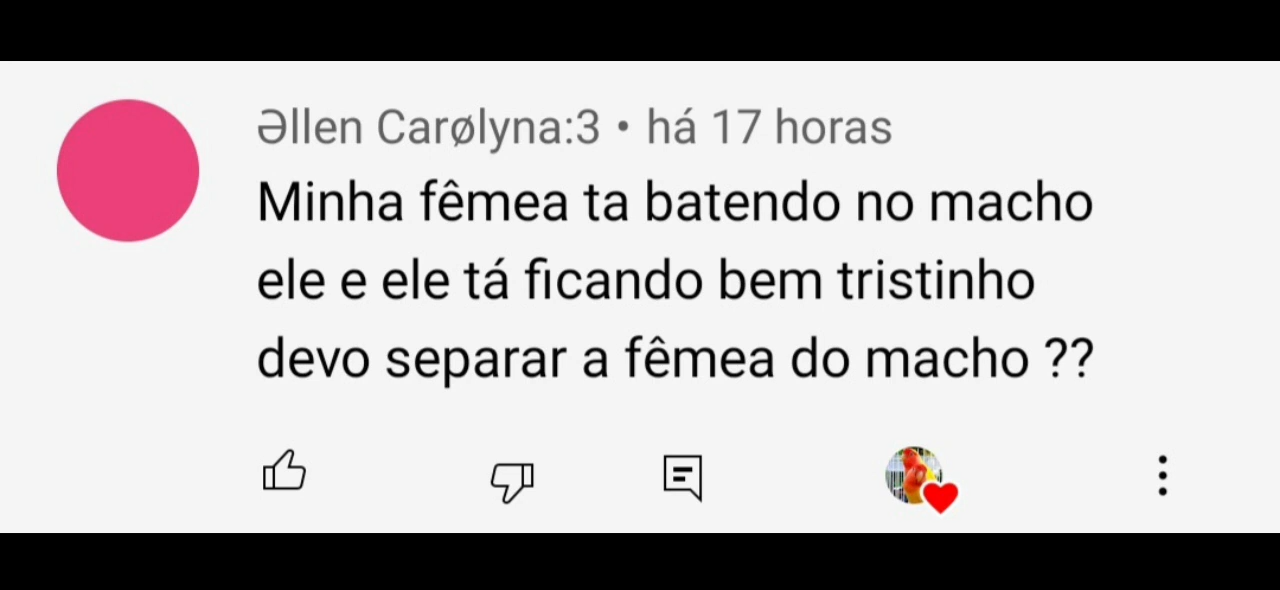 Əllen Carølyna:3 • há 17 horas
Minha fêmea ta batendo no macho
ele e ele tá ficando bem tristinho
devo separar a fêmea do macho ??